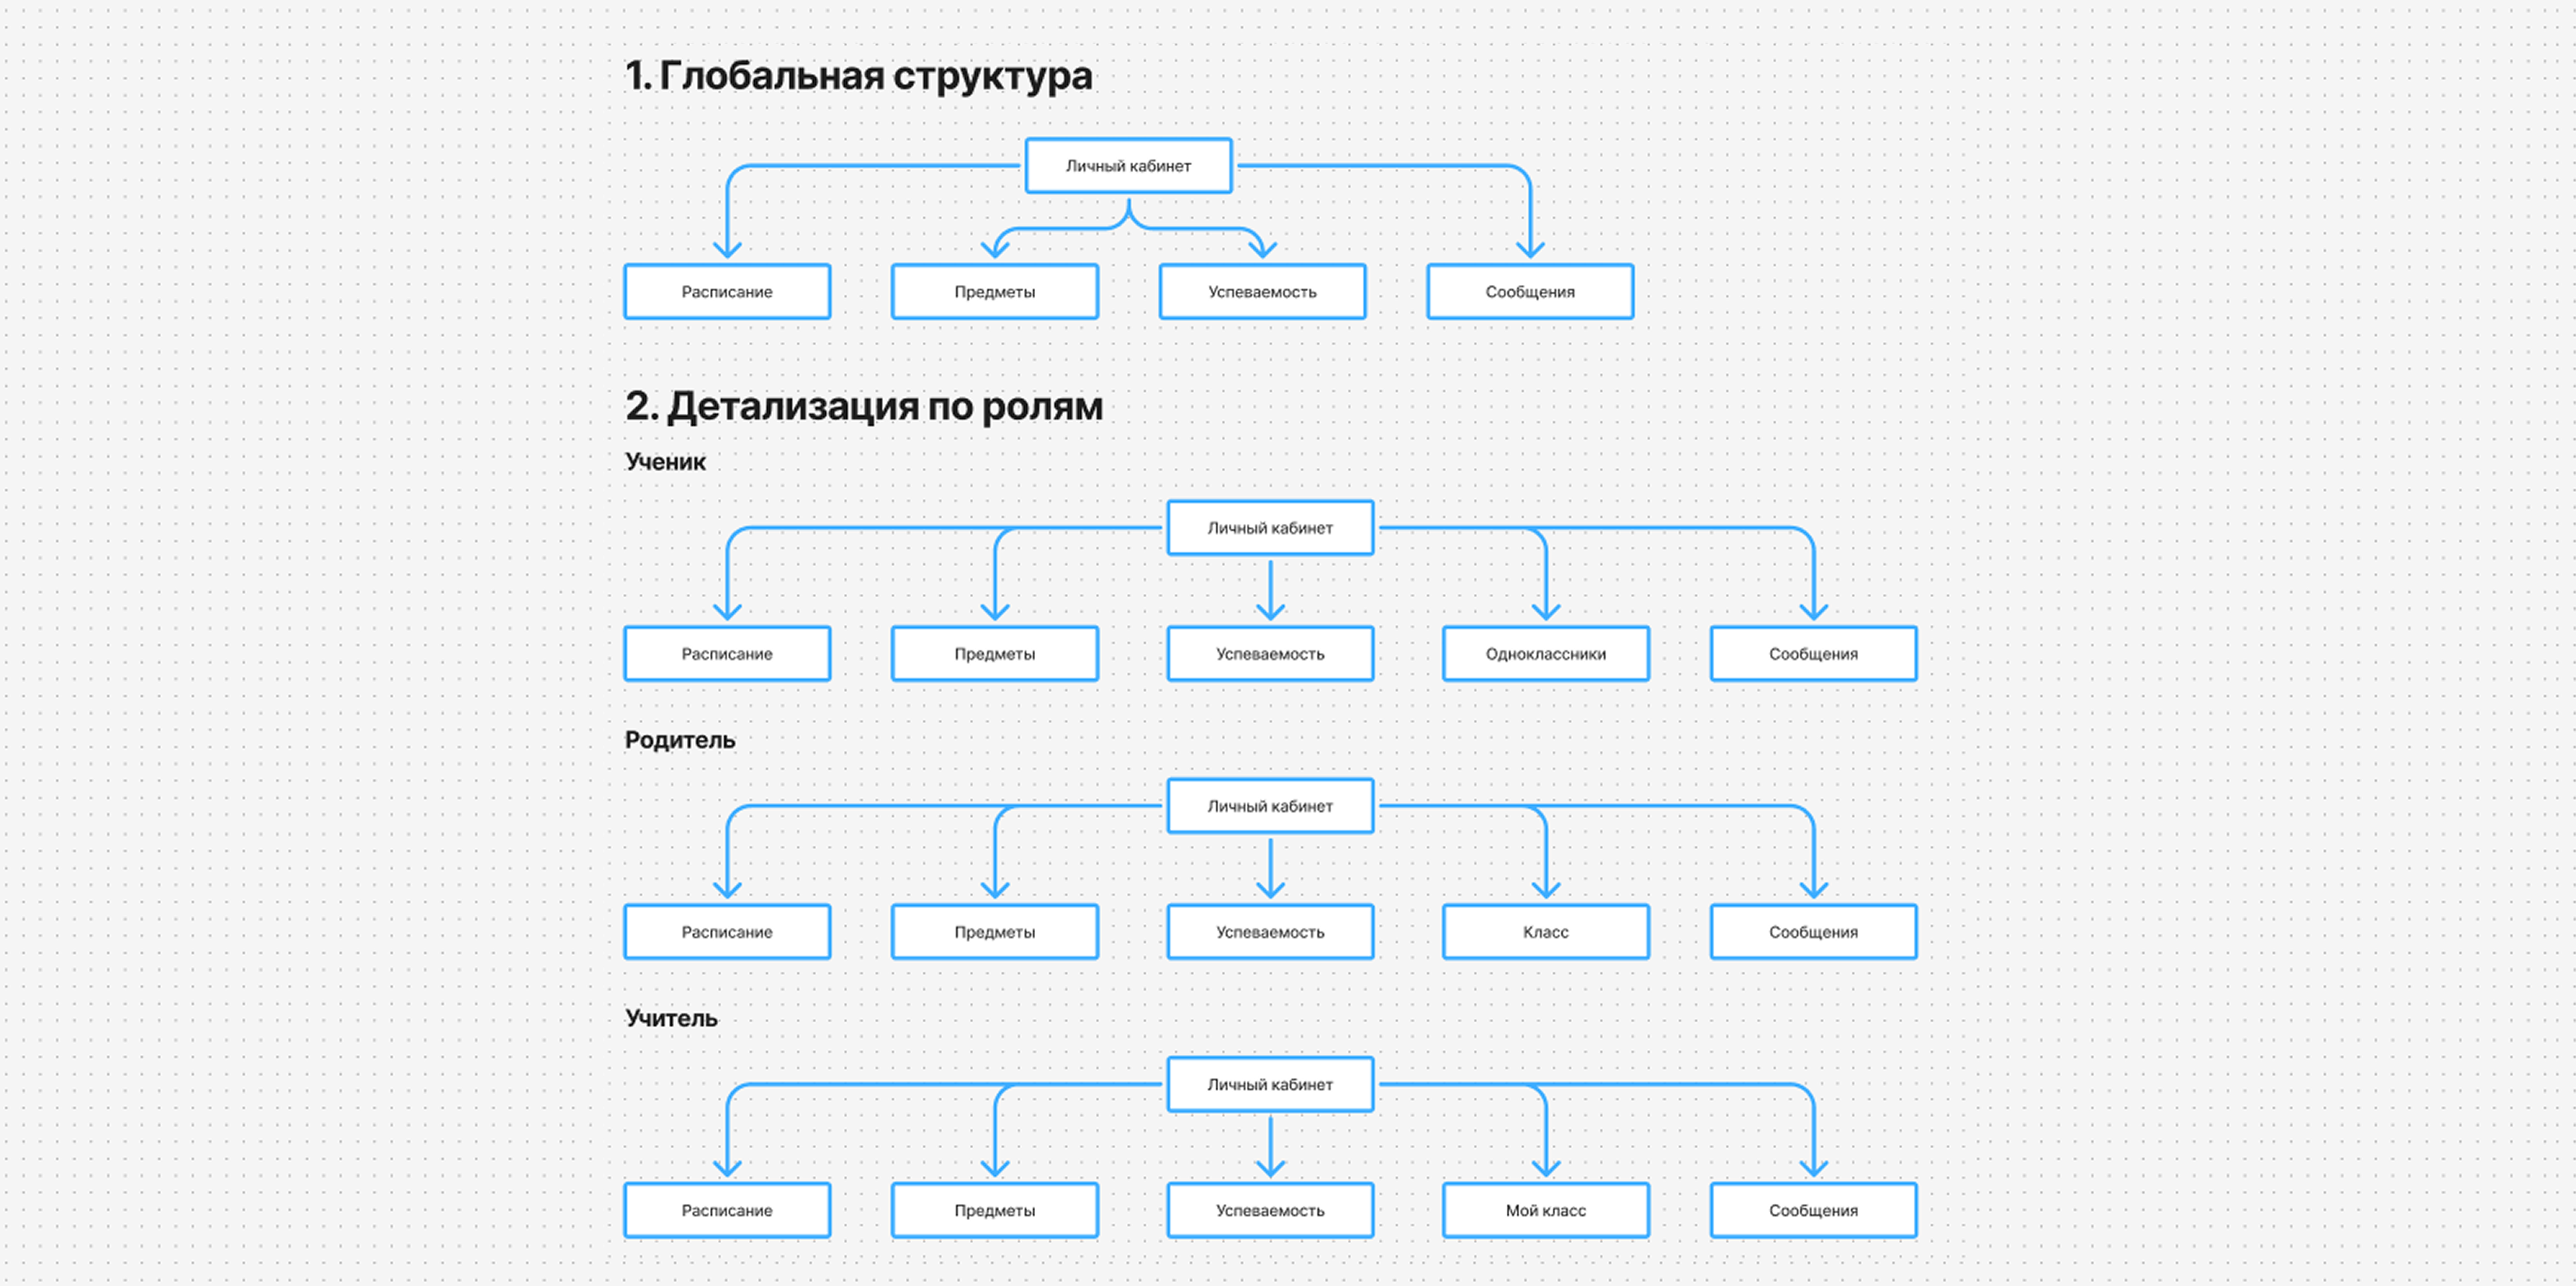 1. Глобальная структура
Личный кабинет
Расписание
Предметы
Успеваемость
Сообщения
2. Детализация по ролям
Ученик
Личный кабинет
Расписание
Предметы
Успеваемость
Одноклассники
Сообщения
Родитель
Личный кабинет
Расписание
Предметы
Успеваемость
Класс
Сообщения
Учитель
Личный кабинет
Расписание
Предметы
Успеваемость
Мой класс
Сообщения